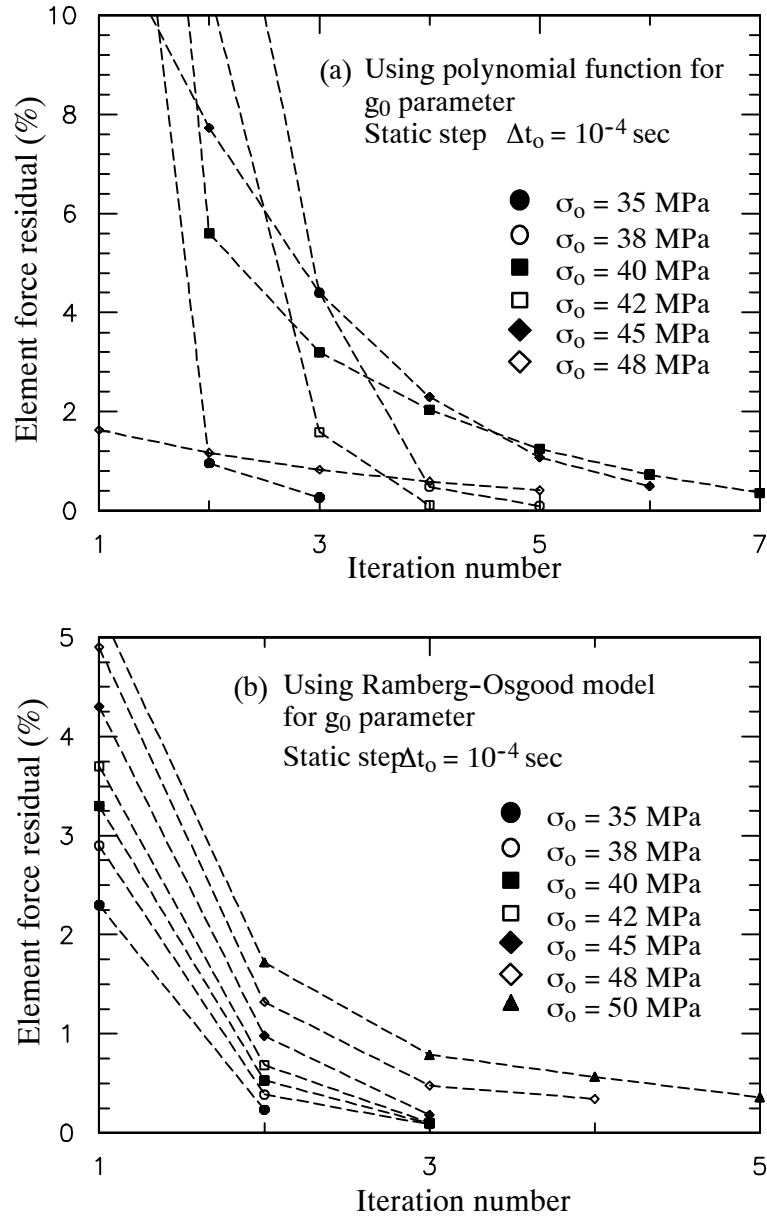 10
8
6
4
2
0
Element force residual (%)
(a) Using polynomial function for
g0 parameter
Static step Δto = 10-4 sec
σo = 35 MPa
σo = 38 MPa
σo = 40 MPa
σo = 42 MPa
σo = 45 MPa
σo = 48 MPa
1 3 5 7
Iteration number
5
4
3
2
1
0
Element force residual (%)
(b) Using Ramberg-Osgood model
for g0 parameter
Static stepΔto = 10-4 sec
σo = 35 MPa
σo = 38 MPa
σo = 40 MPa
σo = 42 MPa
σo = 45 MPa
σo = 48 MPa
σo = 50 MPa
1 3 5
Iteration number